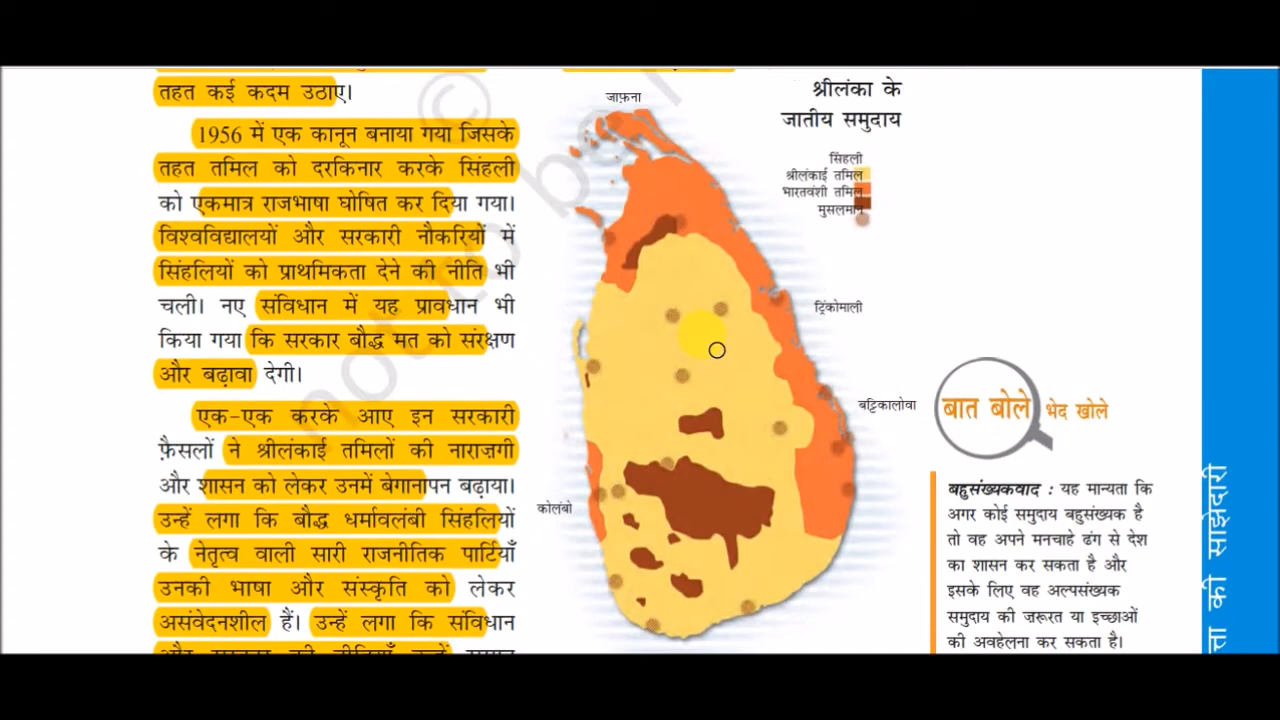 तहत कई कदम उठाए।
1956 में एक कानून बनाया गया जिसके
तहत तमिल को दरकिनार करके सिंहली
को एकमात्र राजभाषा घोषित कर दिया गया।
विश्वविद्यालयों और सरकारी नौकरियों में
सिंहलियों को प्राथमिकता देने की नीति भी
चली। नए संविधान में यह प्रावधान भी
किया गया कि सरकार बौद्ध मत को संरक्षण
और बढ़ावा देगी।
एक-एक करके आए इन सरकारी
फ़ैसलों ने श्रीलंकाई तमिलों की नाराजगी
और शासन को लेकर उनमें बेगानापन बढ़ाया।
उन्हें लगा कि बौद्ध धर्मावलंबी सिंहलियों
के नेतृत्व वाली सारी राजनीतिक पार्टियाँ
उनकी भाषा और संस्कृति को लेकर
असंवेदनशील हैं। उन्हें लगा कि संविधान
जाफ़ना
श्रीलंका के
जातीय समुदाय
सिंहली
श्रीलंकाई तमिल
भारतवंशी तमिल
मुसलमान
ट्रिंकोमाली
बट्टिकालोवा
कोलंबो
©
not to be
बात बोले भेद खोले
बहुसंख्यकवाद : यह मान्यता कि
अगर कोई समुदाय बहुसंख्यक है
तो वह अपने मनचाहे ढंग से देश
का शासन कर सकता है और
इसके लिए वह अल्पसंख्यक
समुदाय की जरूरत या इच्छाओं
की अवहेलना कर सकता है।
की साझेदारी